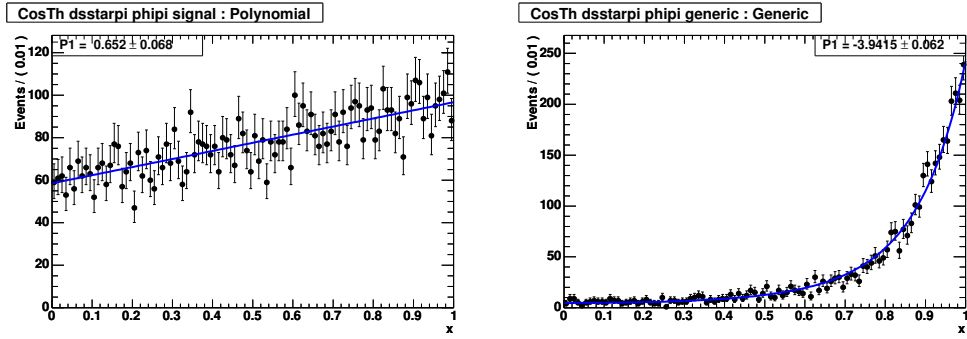 CosTh dsstarpi phipi signal : Polynomial
P1 = 0.652 ± 0.068
Events / ( 0.01 )
120
100
80
60
40
20
0
0 0.1 0.2 0.3 0.4 0.5 0.6 0.7 0.8 0.9 1
x
CosTh dsstarpi phipi generic : Generic
P1 = -3.9415 ± 0.062
Events / ( 0.01 )
250
200
150
100
50
0
0 0.1 0.2 0.3 0.4 0.5 0.6 0.7 0.8 0.9 1
x